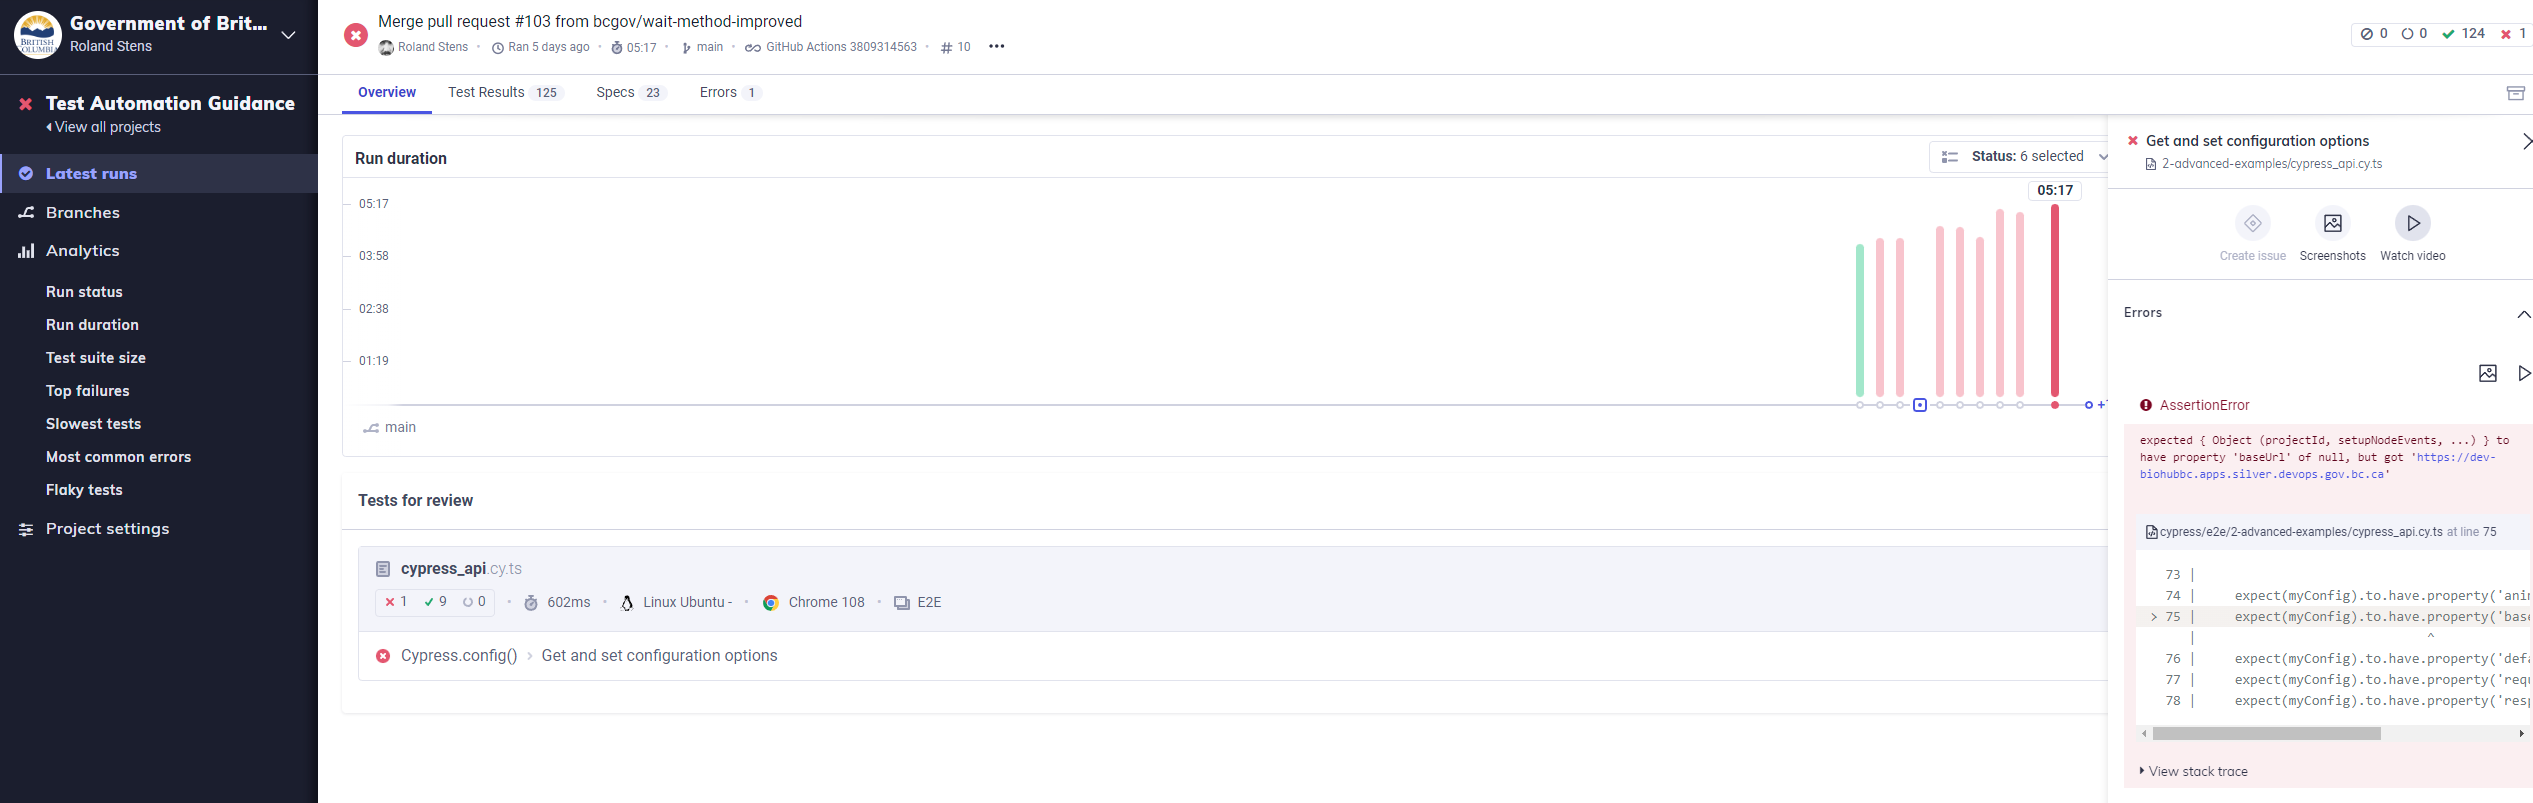 Government of Brit...
Roland Stens
Test Automation Guidance
View all projects
Latest runs
Branches
Analytics
Run status
Run duration
Test suite size
Top failures
Slowest tests
Most common errors
Flaky tests
Project settings
Merge pull request #103 from bcgov/wait-method-improved
Roland Stens · Ran 5 days ago · 05:17 · main · GitHub Actions 3809314563 · # 10 ...
0 0 124 1
Overview Test Results 125 Specs 23 Errors 1
Run duration
Status: 6 selected
05:17
05:17
03:58
02:38
01:19
main
Tests for review
cypress_api.cy.ts
1 9 0 · 602ms · Linux Ubuntu - · Chrome 108 · E2E
Cypress.config() › Get and set configuration options
Get and set configuration options
2-advanced-examples/cypress_api.cy.ts
Create issue Screenshots Watch video
Errors
AssertionError
expected { Object (projectId, setupNodeEvents, ...) } to
have property 'baseUrl' of null, but got 'https://dev-
biohubbc.apps.silver.devops.gov.bc.ca'
cypress/e2e/2-advanced-examples/cypress_api.cy.ts at line 75
73 |
74 | expect(myConfig).to.have.property('ani
> 75 | expect(myConfig).to.have.property('bas
| ^
76 | expect(myConfig).to.have.property('def
77 | expect(myConfig).to.have.property('req
78 | expect(myConfig).to.have.property('res
View stack trace